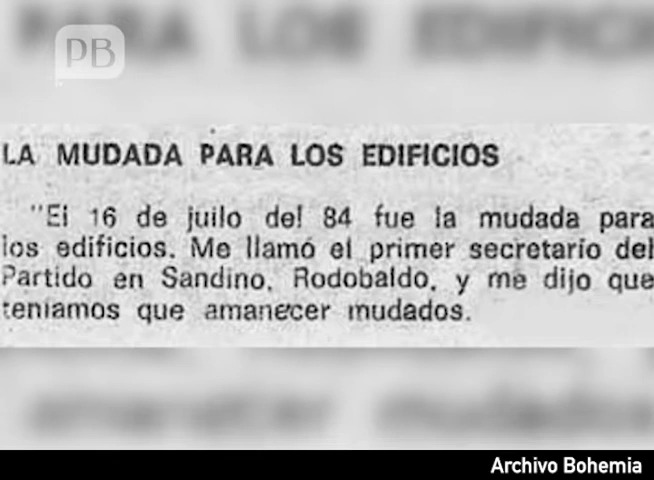 PB
LA MUDADA PARA LOS EDIFICIOS
"El 16 de juilo del 84 fue la mudada para
los edificios. Me llamó el primer secretario del
Partido en Sandino, Rodobaldo, y me dijo que
teníamos que amanecer mudados.
Archivo Bohemia